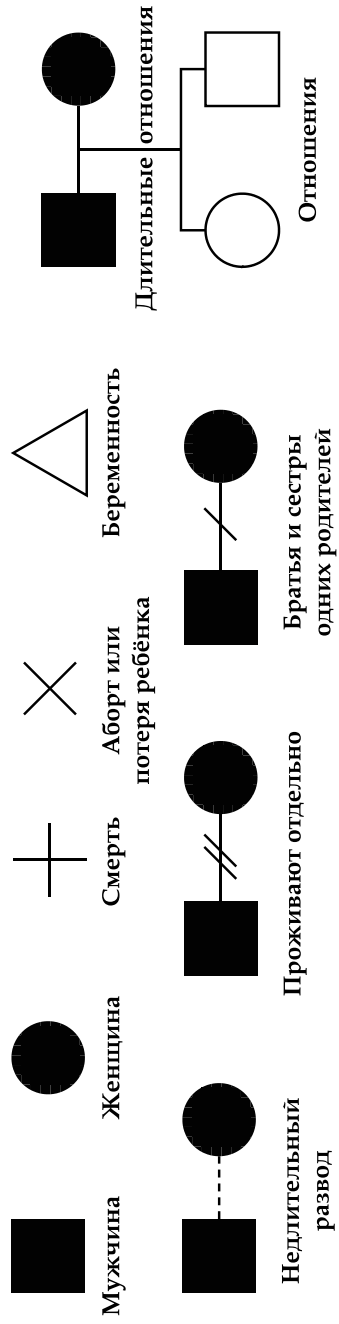 Мужчина
Женщина
Смерть
Аборт или
потеря ребёнка
Беременность
Длительные отношения
Недлительный
развод
Проживают отдельно
Братья и сестры
одних родителей
Отношения